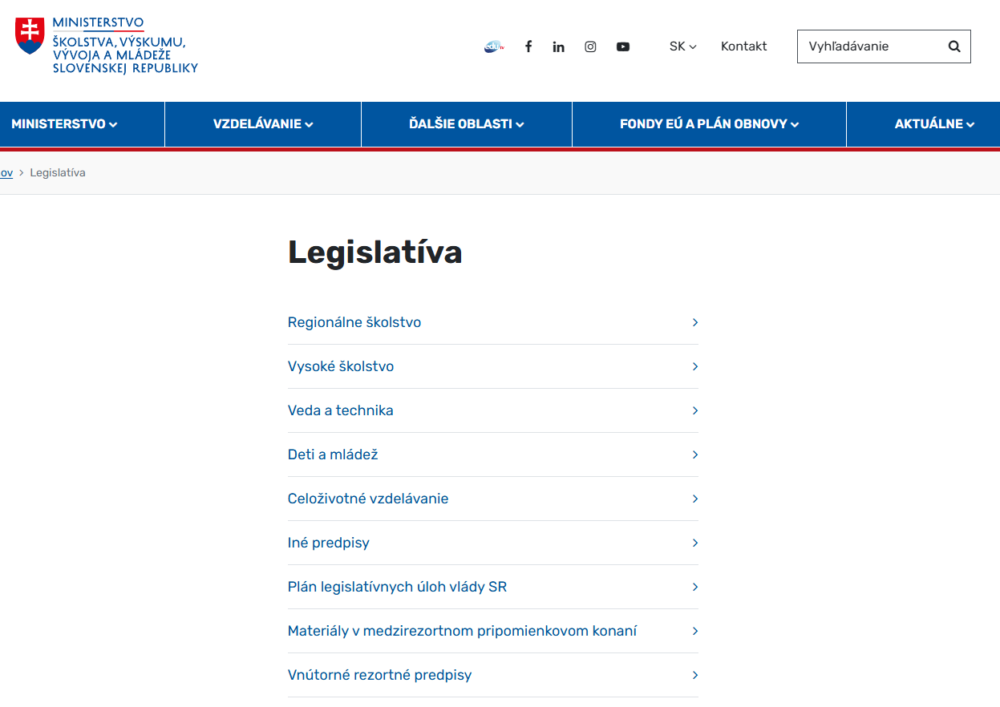 MINISTERSTVO
ŠKOLSTVA, VÝSKUMU,
VÝVOJA A MLÁDEŽE
SLOVENSKEJ REPUBLIKY
edu tv
SK
Kontakt
Vyhľadávanie
MINISTERSTVO
VZDELÁVANIE
ĎALŠIE OBLASTI
FONDY EÚ A PLÁN OBNOVY
AKTUÁLNE
ov > Legislatíva
Legislatíva
Regionálne školstvo
Vysoké školstvo
Veda a technika
Deti a mládež
Celoživotné vzdelávanie
Iné predpisy
Plán legislatívnych úloh vlády SR
Materiály v medzirezortnom pripomienkovom konaní
Vnútorné rezortné predpisy